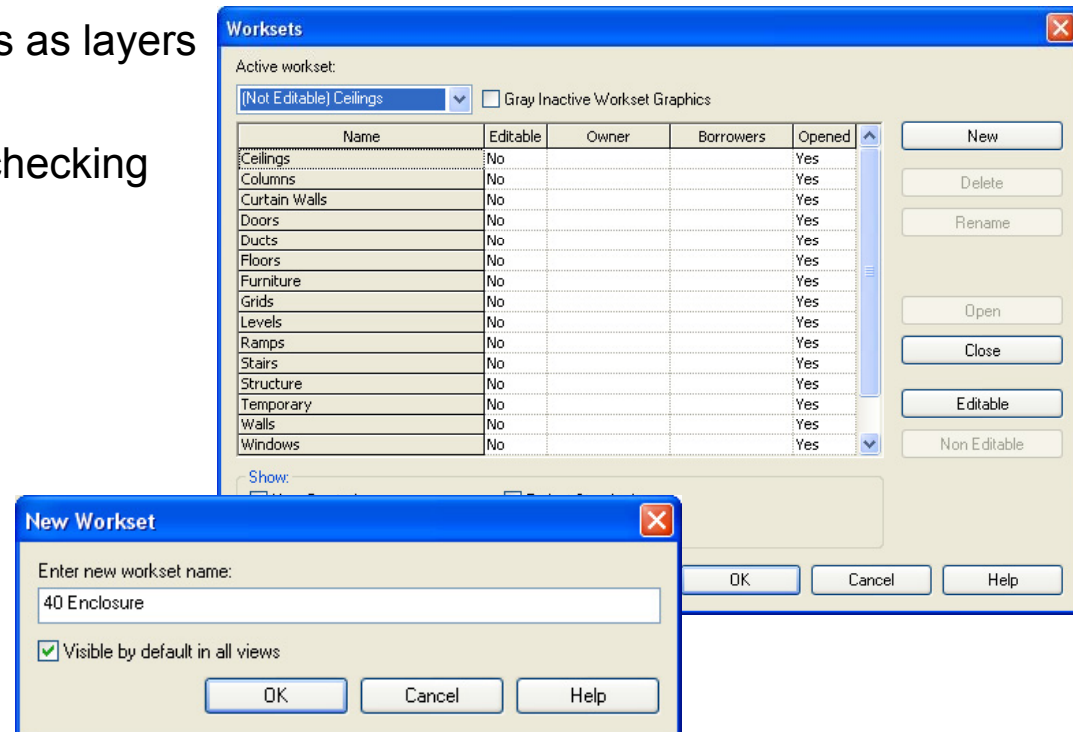 s as layers
checking
Worksets
Active workset:
(Not Editable) Ceilings
Gray Inactive Workset Graphics
Name Editable Owner Borrowers Opened
Ceilings No Yes
Columns No Yes
Curtain Walls No Yes
Doors No Yes
Ducts No Yes
Floors No Yes
Furniture No Yes
Grids No Yes
Levels No Yes
Ramps No Yes
Stairs No Yes
Structure No Yes
Temporary No Yes
Walls No Yes
Windows No Yes
New
Delete
Rename
Open
Close
Editable
Non Editable
Show:
OK Cancel Help
New Workset
Enter new workset name:
40 Enclosure
Visible by default in all views
OK Cancel Help